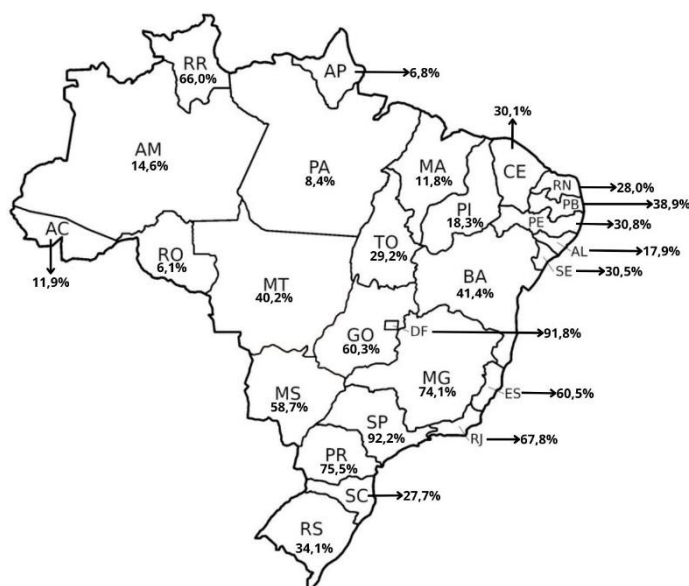 RR
66,0%
AP
6,8%
30,1%
AM
14,6%
PA
8,4%
MA
11,8%
CE
RN
28,0%
PB
38,9%
PI
18,3%
PE
30,8%
AC
11,9%
RO
6,1%
TO
29,2%
AL
17,9%
SE
30,5%
MT
40,2%
BA
41,4%
GO
60,3%
DF
91,8%
MG
74,1%
ES
60,5%
MS
58,7%
SP
92,2%
RJ
67,8%
PR
75,5%
SC
27,7%
RS
34,1%